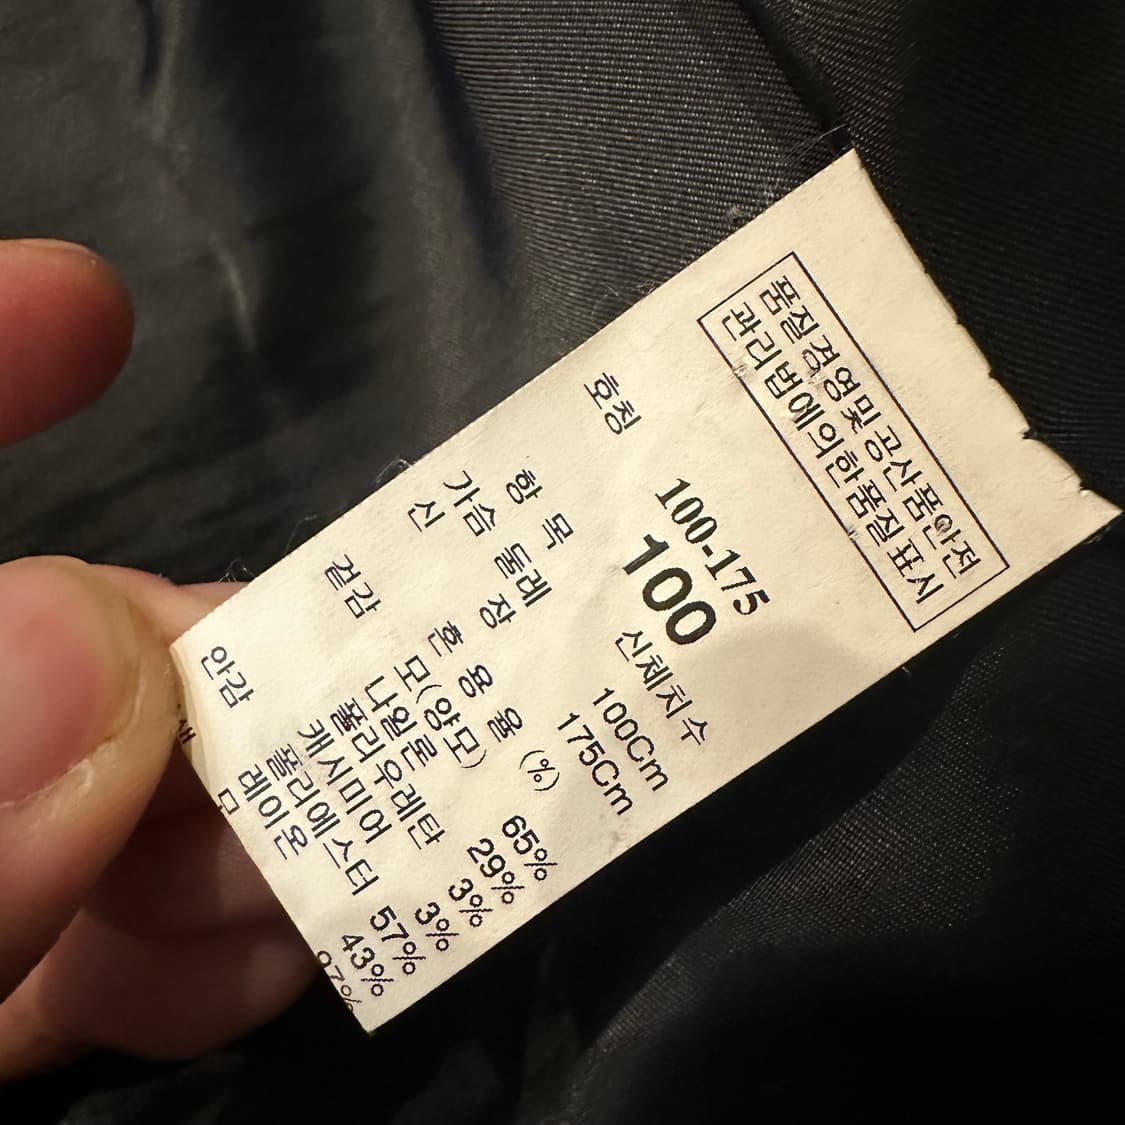 품질경영및공산품안전
관리법에의한품질표시
호칭 100-175
100
항 목 신체치수
가슴 둘레 100Cm
신 장 175Cm
혼 용 율 (%)
겉감 모(양모) 65%
나일론 29%
폴리우레탄 3%
캐시미어 3%
안감 폴리에스터 57%
레이온 43%
97%